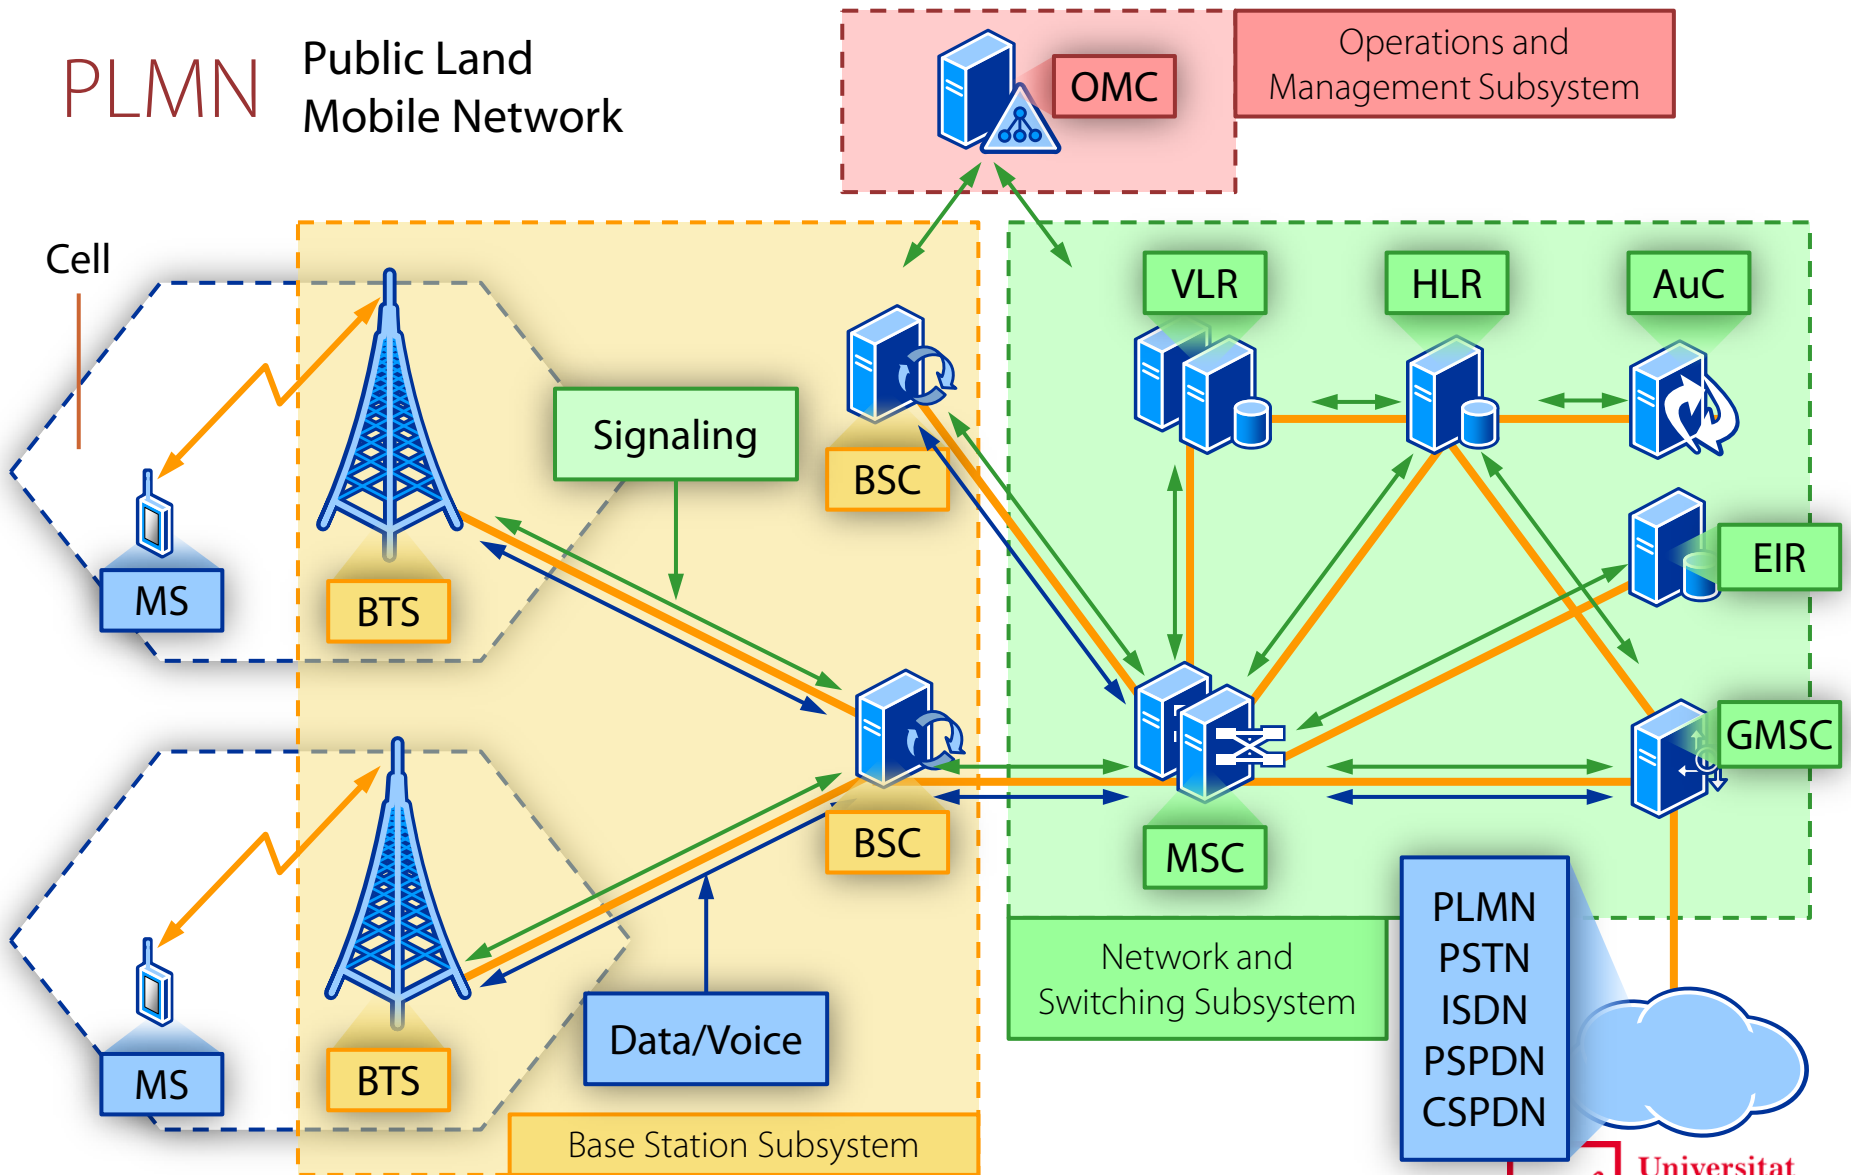 PLMN
Public Land
Mobile Network
OMC
Operations and
Management Subsystem
Cell
VLR
HLR
AuC
Signaling
BSC
EIR
MS
BTS
GMSC
BSC
MSC
PLMN
PSTN
ISDN
PSPDN
CSPDN
Network and
Switching Subsystem
Data/Voice
MS
BTS
Base Station Subsystem
Universitat